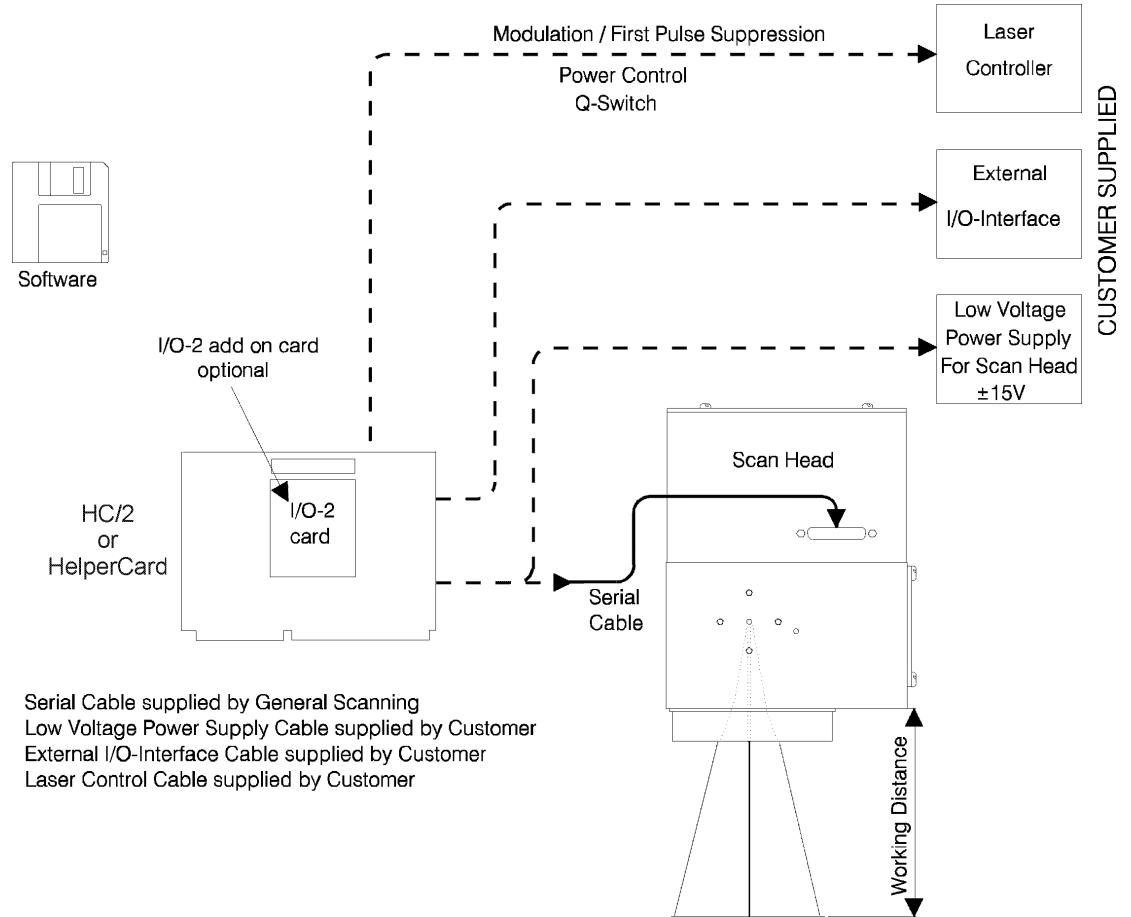 Modulation / First Pulse Suppression
Power Control
Q-Switch
Laser
Controller
External
I/O-Interface
Low Voltage
Power Supply
For Scan Head
±15V
CUSTOMER SUPPLIED
Software
I/O-2 add on card
optional
HC/2
or
HelperCard
I/O-2
card
Scan Head
Serial
Cable
Working Distance
Serial Cable supplied by General Scanning
Low Voltage Power Supply Cable supplied by Customer
External I/O-Interface Cable supplied by Customer
Laser Control Cable supplied by Customer